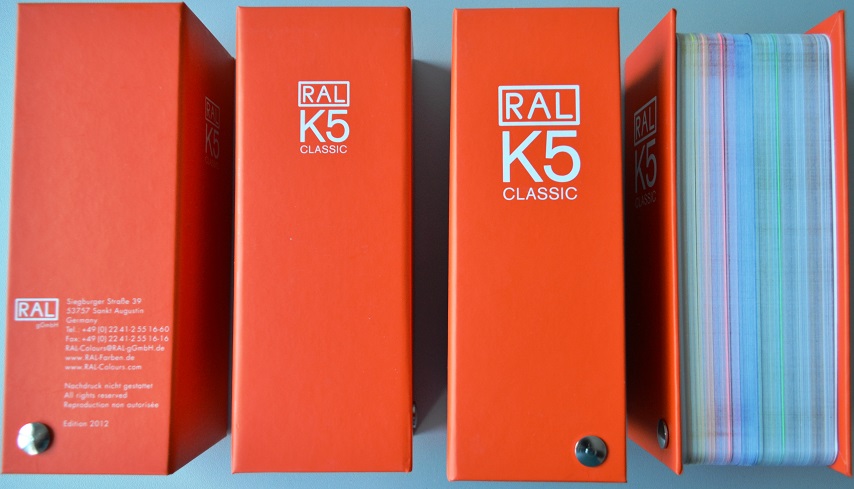 RAL
K5
CLASSIC
RAL
gGmbH
Siegburger Straße 39
53757 Sankt Augustin
Germany
Tel.: +49 (0) 22 41-2 55 16-60
Fax: +49 (0) 22 41-2 55 16-16
RAL-Colours@RAL-gGmbH.de
www.RAL-Farben.de
www.RAL-Colours.com
Nachdruck nicht gestattet
All rights reserved
Reproduction non autorisée
Edition 2012
RAL
K5
CLASSIC
RAL
K5
CLASSIC
RAL
K5
CLASSIC